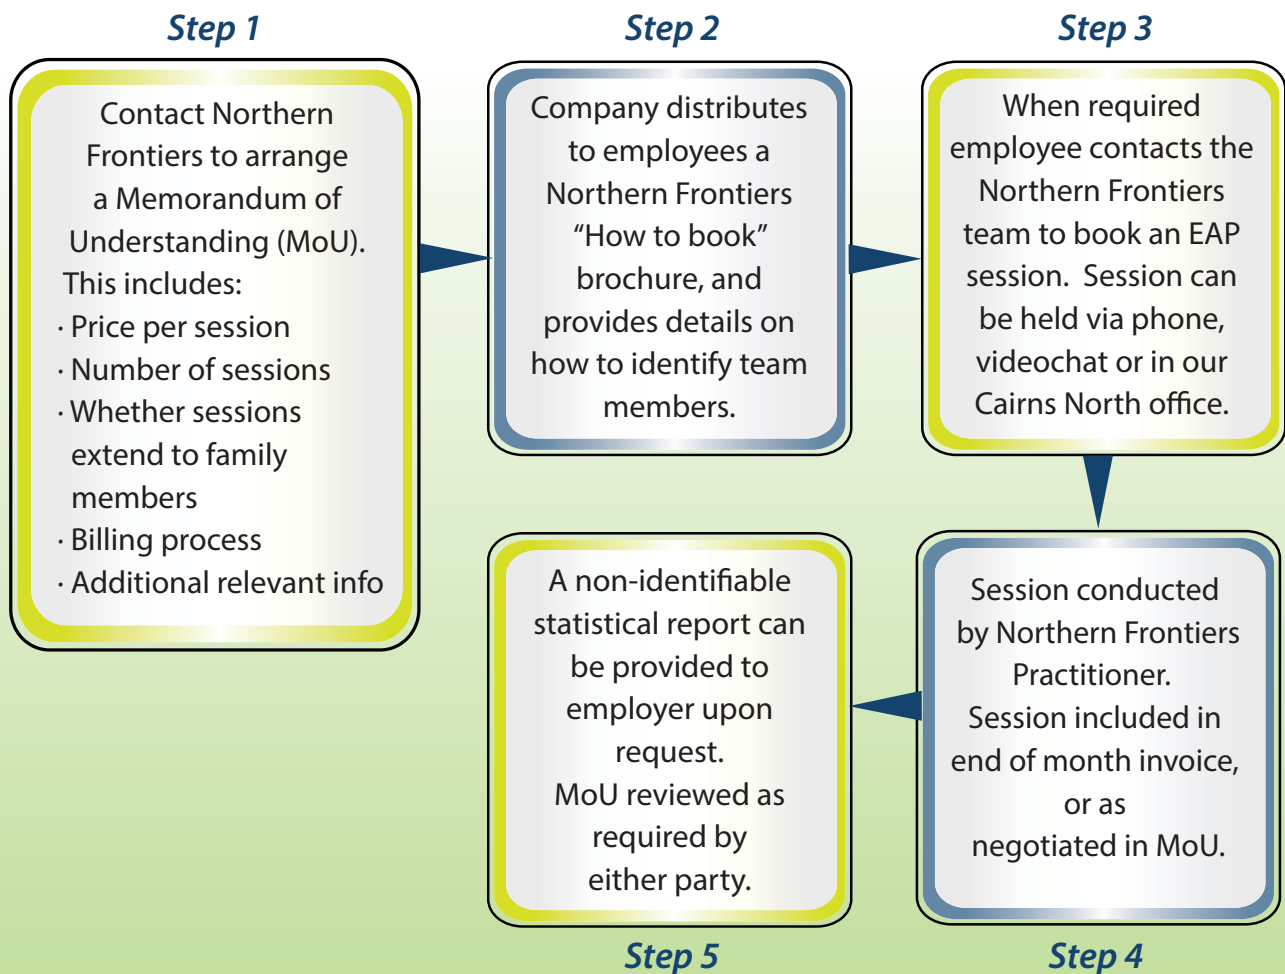 Step 1
Contact Northern
Frontiers to arrange
a Memorandum of
Understanding (MoU).
This includes:
· Price per session
· Number of sessions
· Whether sessions
extend to family
members
· Billing process
· Additional relevant info
Step 2
Company distributes
to employees a
Northern Frontiers
“How to book”
brochure, and
provides details on
how to identify team
members.
Step 3
When required
employee contacts the
Northern Frontiers
team to book an EAP
session.  Session can
be held via phone,
videochat or in our
Cairns North office.
Session conducted
by Northern Frontiers
Practitioner.
Session included in
end of month invoice,
or as
negotiated in MoU.
Step 4
A non-identifiable
statistical report can
be provided to
employer upon
request.
MoU reviewed as
required by
either party.
Step 5